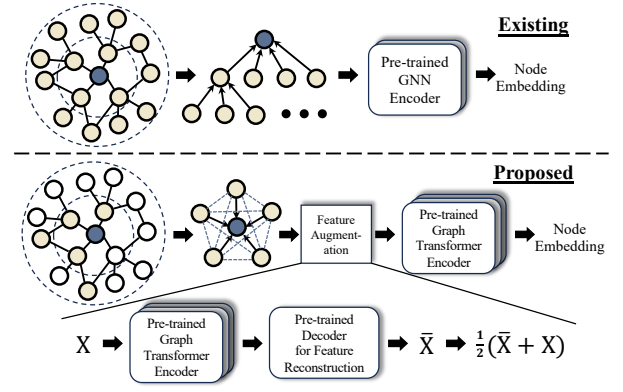 Existing
Pre-trained
GNN
Encoder
Node
Embedding
Proposed
Feature
Augment-
ation
Pre-trained
Graph
Transformer
Encoder
Node
Embedding
X
Pre-trained
Graph
Transformer
Encoder
Pre-trained
Decoder
for Feature
Reconstruction
X̄
½(X̄ + X)